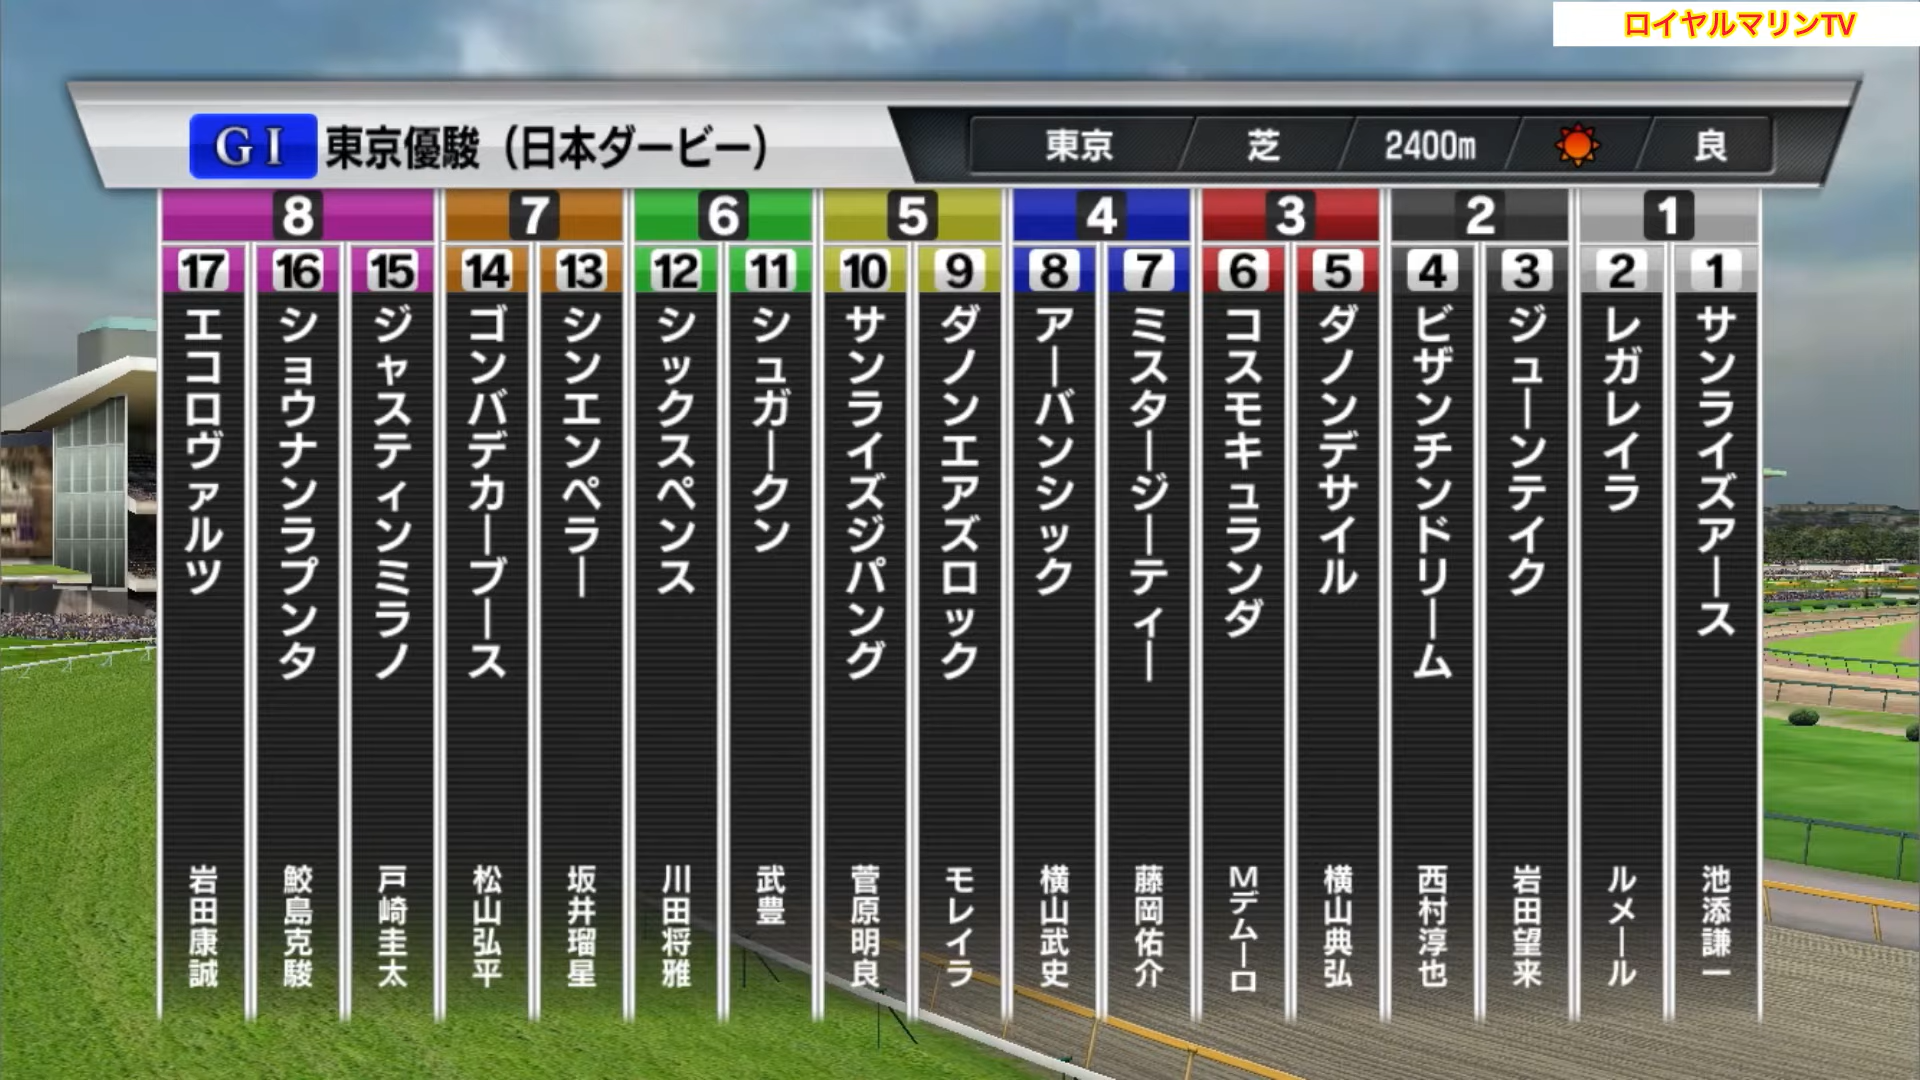 ロイヤルマリンTV
GI 東京優駿（日本ダービー） 東京 芝 2400m 良
8 7 6 5 4 3 2 1
17 16 15 14 13 12 11 10 9 8 7 6 5 4 3 2 1
サンライズアース
池添謙一
レガレイラ
ルメール
ジューンテイク
岩田望来
ビザンチンドリーム
西村淳也
ダノンデサイル
横山典弘
コスモキュランダ
Mデムーロ
ミスタージーティー
藤岡佑介
アーバンシック
横山武史
ダノンエアズロック
モレイラ
サンライズジパング
菅原明良
シュガークン
武豊
シックスペンス
川田将雅
シンエンペラー
坂井瑠星
ゴンバデカーブース
松山弘平
ジャスティンミラノ
戸崎圭太
ショウナンラプンタ
鮫島克駿
エコロヴァルツ
岩田康誠